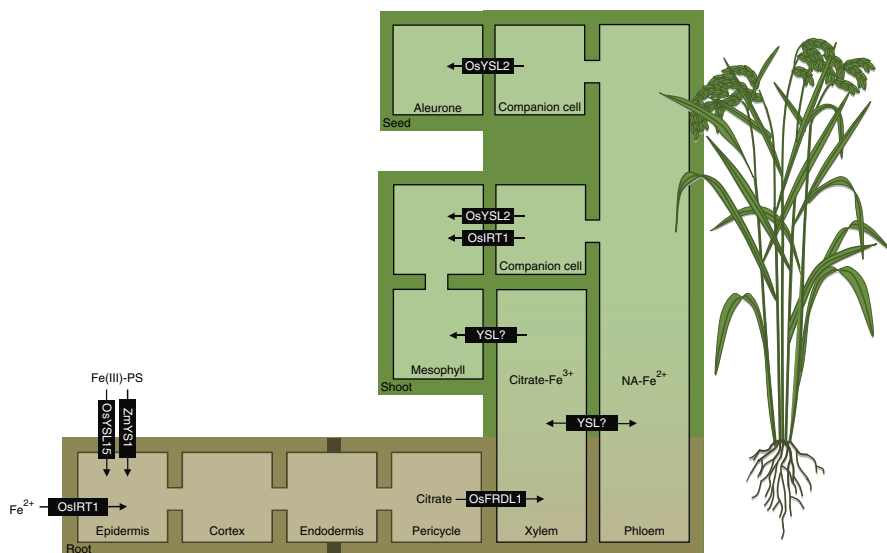 OsYSL2
Aleurone
Companion cell
Seed
OsYSL2
OsIRT1
Companion cell
YSL?
Mesophyll
Citrate-Fe³⁺
NA-Fe²⁺
Shoot
Fe(III)-PS
YSL?
OsYSL15
ZmYS1
Citrate
OsFRDL1
Fe²⁺
OsIRT1
Epidermis
Cortex
Endodermis
Pericycle
Xylem
Phloem
Root